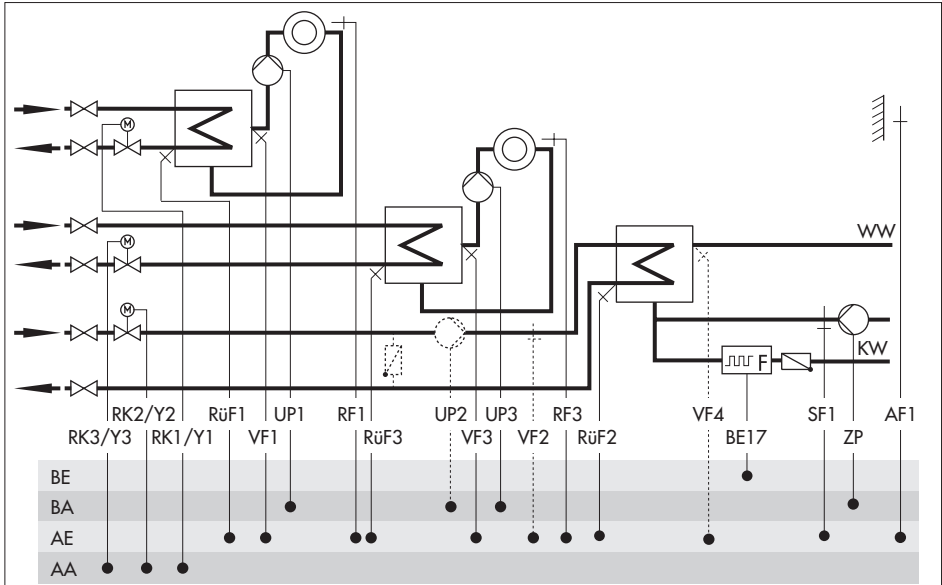 M
M
M
WW
KW
F
RK2/Y2 RüF1 UP1 RF1 UP2 UP3 RF3 VF4 SF1 AF1
RK3/Y3 RK1/Y1 VF1 RüF3 VF3 VF2 RüF2 BE17 ZP
BE
BA
AE
AA